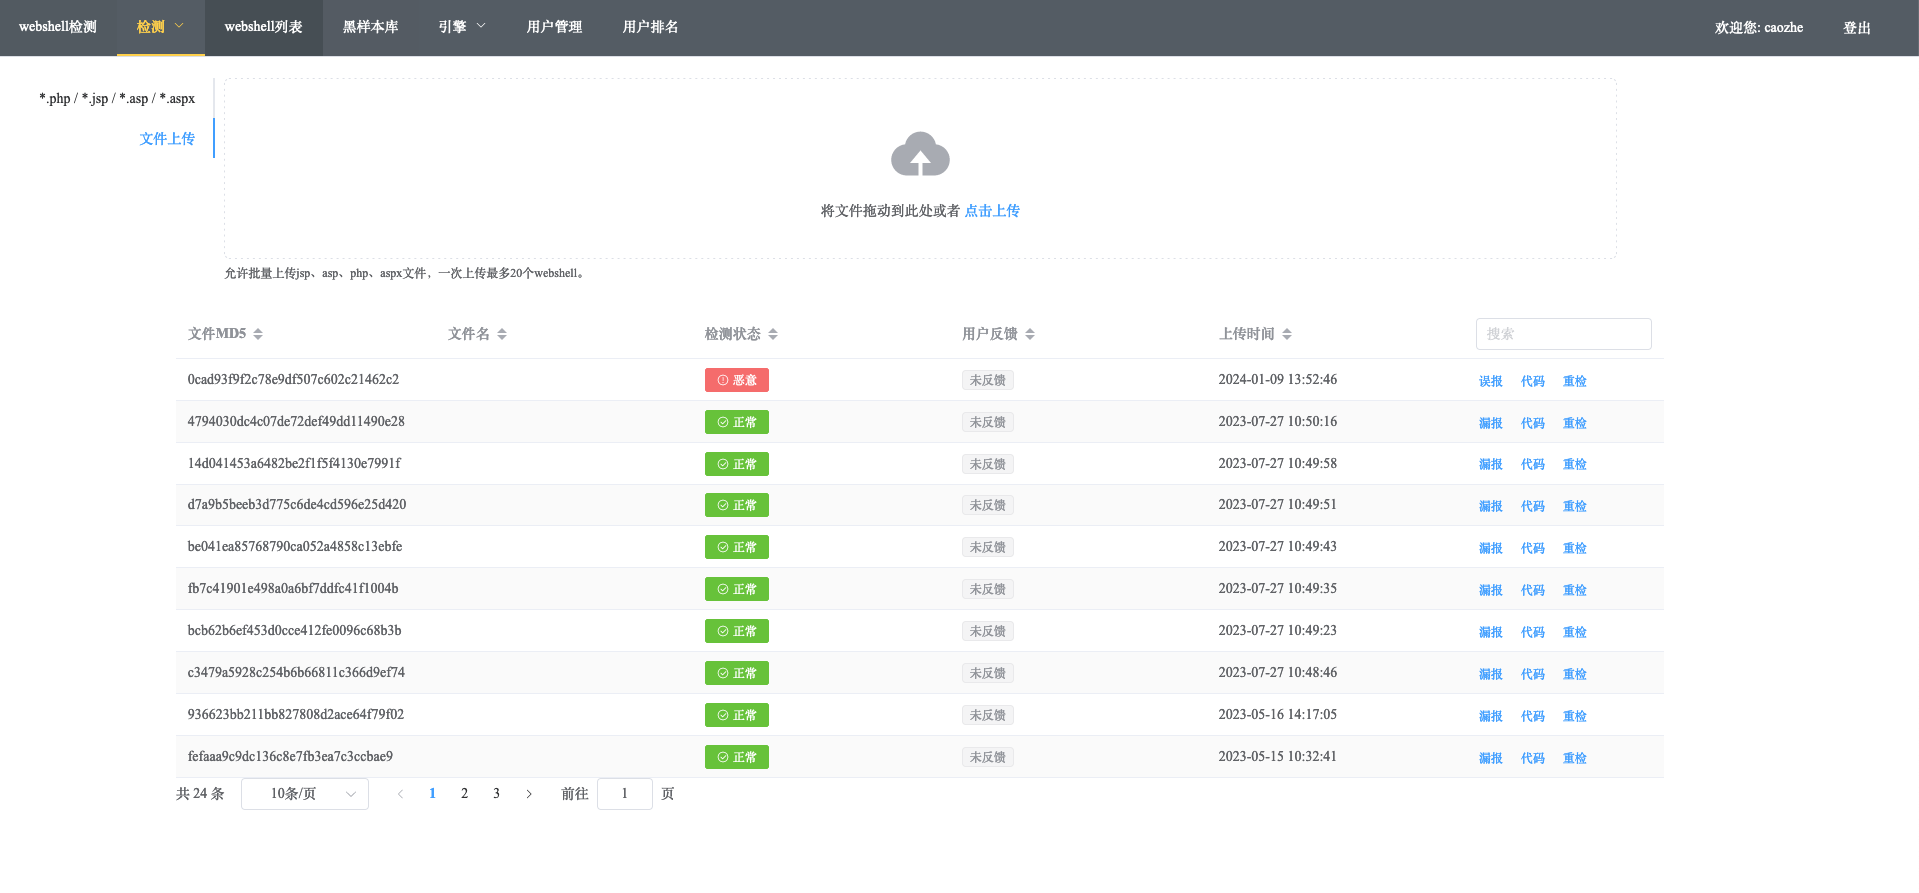 webshell检测 检测 webshell列表 黑样本库 引擎 用户管理 用户排名 欢迎您: caozhe 登出
*.php / *.jsp / *.asp / *.aspx
文件上传
将文件拖动到此处或者 点击上传
允许批量上传jsp、asp、php、aspx文件，一次上传最多20个webshell。
文件MD5 文件名 检测状态 用户反馈 上传时间 搜索
0cad93f9f2c78e9df507c602c21462c2 恶意 未反馈 2024-01-09 13:52:46 误报 代码 重检
4794030dc4c07de72def49dd11490e28 正常 未反馈 2023-07-27 10:50:16 漏报 代码 重检
14d041453a6482be2f1f5f4130e7991f 正常 未反馈 2023-07-27 10:49:58 漏报 代码 重检
d7a9b5beeb3d775c6de4cd596e25d420 正常 未反馈 2023-07-27 10:49:51 漏报 代码 重检
be041ea85768790ca052a4858c13ebfe 正常 未反馈 2023-07-27 10:49:43 漏报 代码 重检
fb7c41901e498a0a6bf7ddfc41f1004b 正常 未反馈 2023-07-27 10:49:35 漏报 代码 重检
bcb62b6ef453d0cce412fe0096c68b3b 正常 未反馈 2023-07-27 10:49:23 漏报 代码 重检
c3479a5928c254b6b66811c366d9ef74 正常 未反馈 2023-07-27 10:48:46 漏报 代码 重检
936623bb211bb827808d2ace64f79f02 正常 未反馈 2023-05-16 14:17:05 漏报 代码 重检
fefaaa9c9dc136c8e7fb3ea7c3ccbae9 正常 未反馈 2023-05-15 10:32:41 漏报 代码 重检
共 24 条 10条/页 1 2 3 前往 1 页